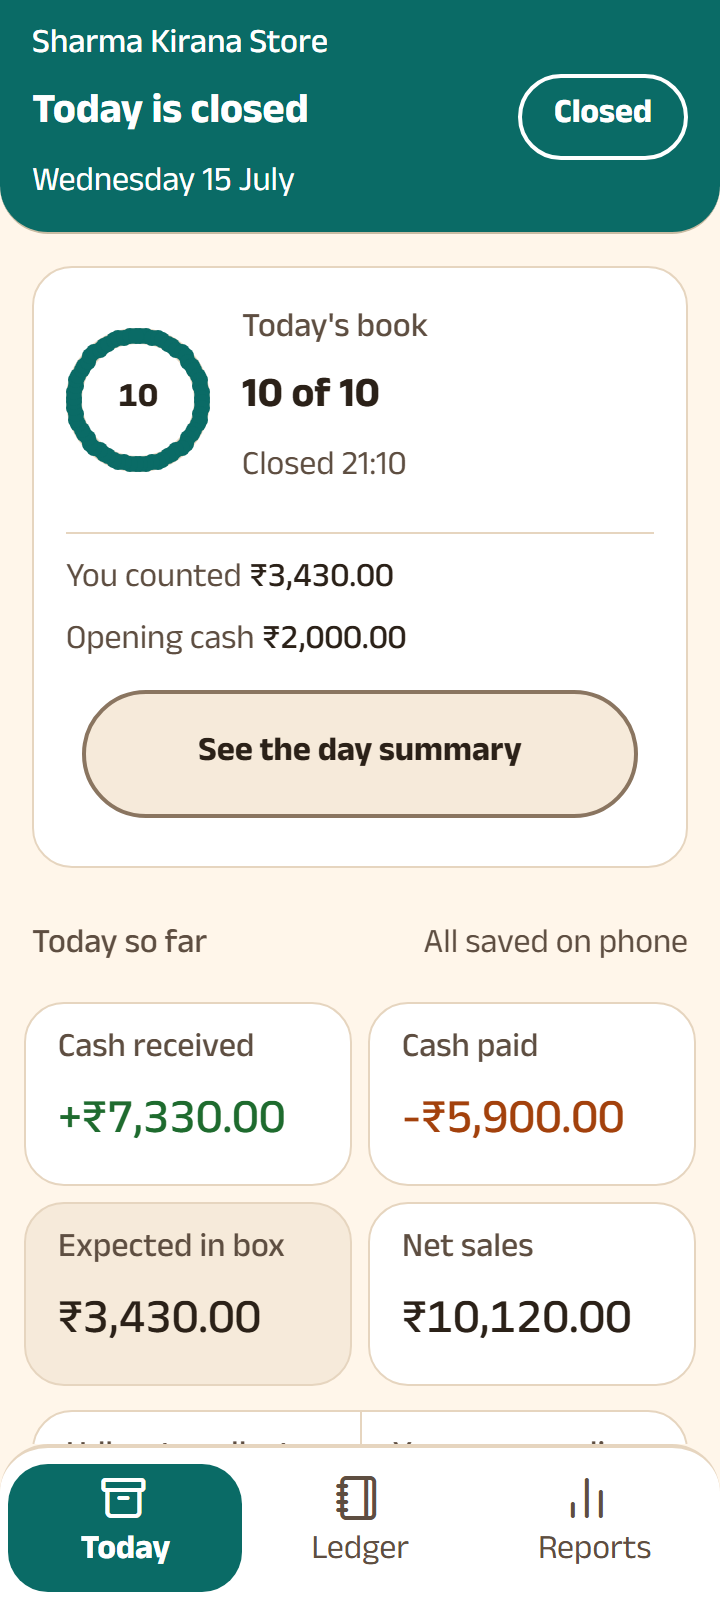 Sharma Kirana Store
Today is closed
Closed
Wednesday 15 July
Today's book
10
10 of 10
Closed 21:10
You counted ₹3,430.00
Opening cash ₹2,000.00
See the day summary
Today so far
All saved on phone
Cash received
+₹7,330.00
Cash paid
-₹5,900.00
Expected in box
₹3,430.00
Net sales
₹10,120.00
Today
Ledger
Reports